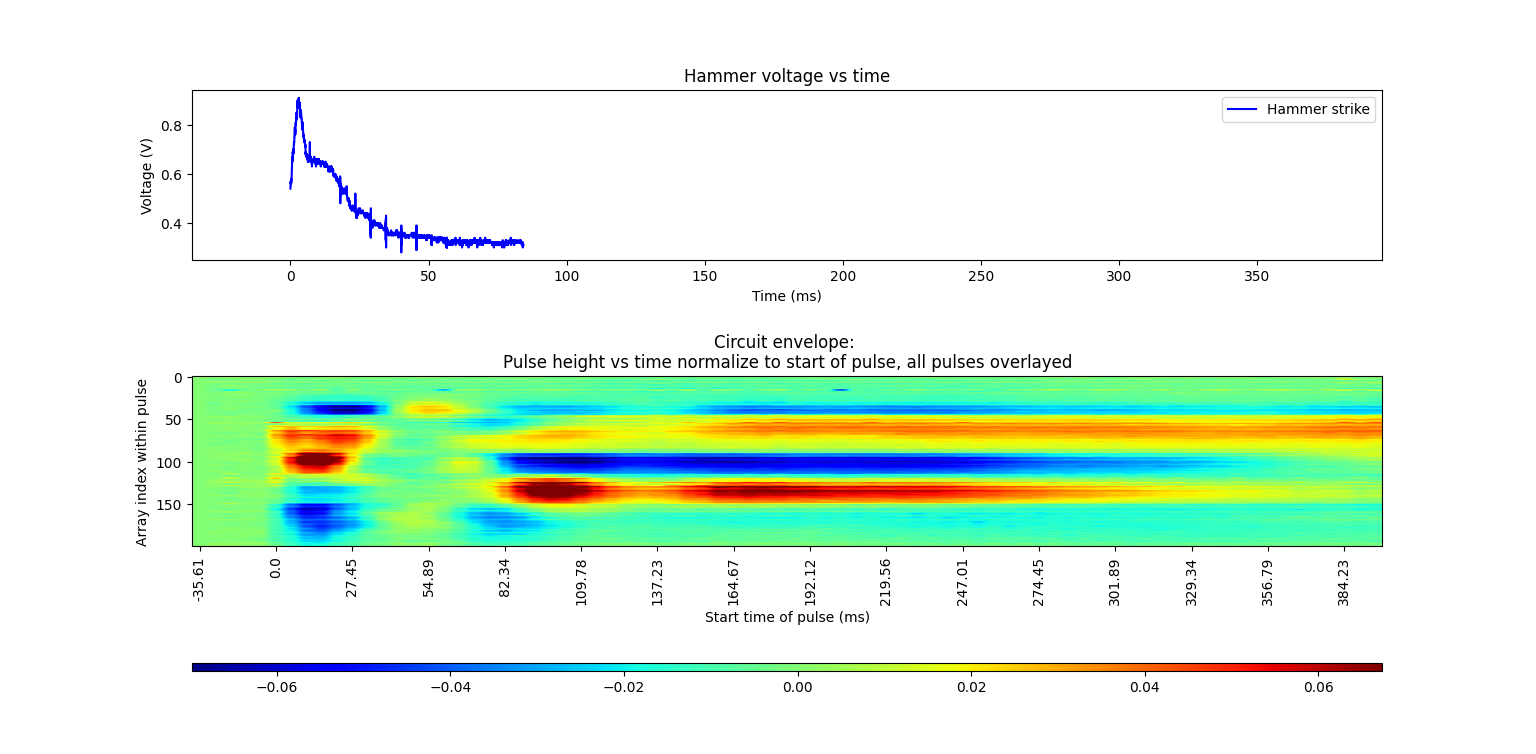 Hammer voltage vs time
Hammer strike
0.8
0.6
0.4
Voltage (V)
0 50 100 150 200 250 300 350
Time (ms)
Circuit envelope:
Pulse height vs time normalize to start of pulse, all pulses overlayed
0
50
100
150
Array index within pulse
-35.61 0.0 27.45 54.89 82.34 109.78 137.23 164.67 192.12 219.56 247.01 274.45 301.89 329.34 356.79 384.23
Start time of pulse (ms)
−0.06 −0.04 −0.02 0.00 0.02 0.04 0.06